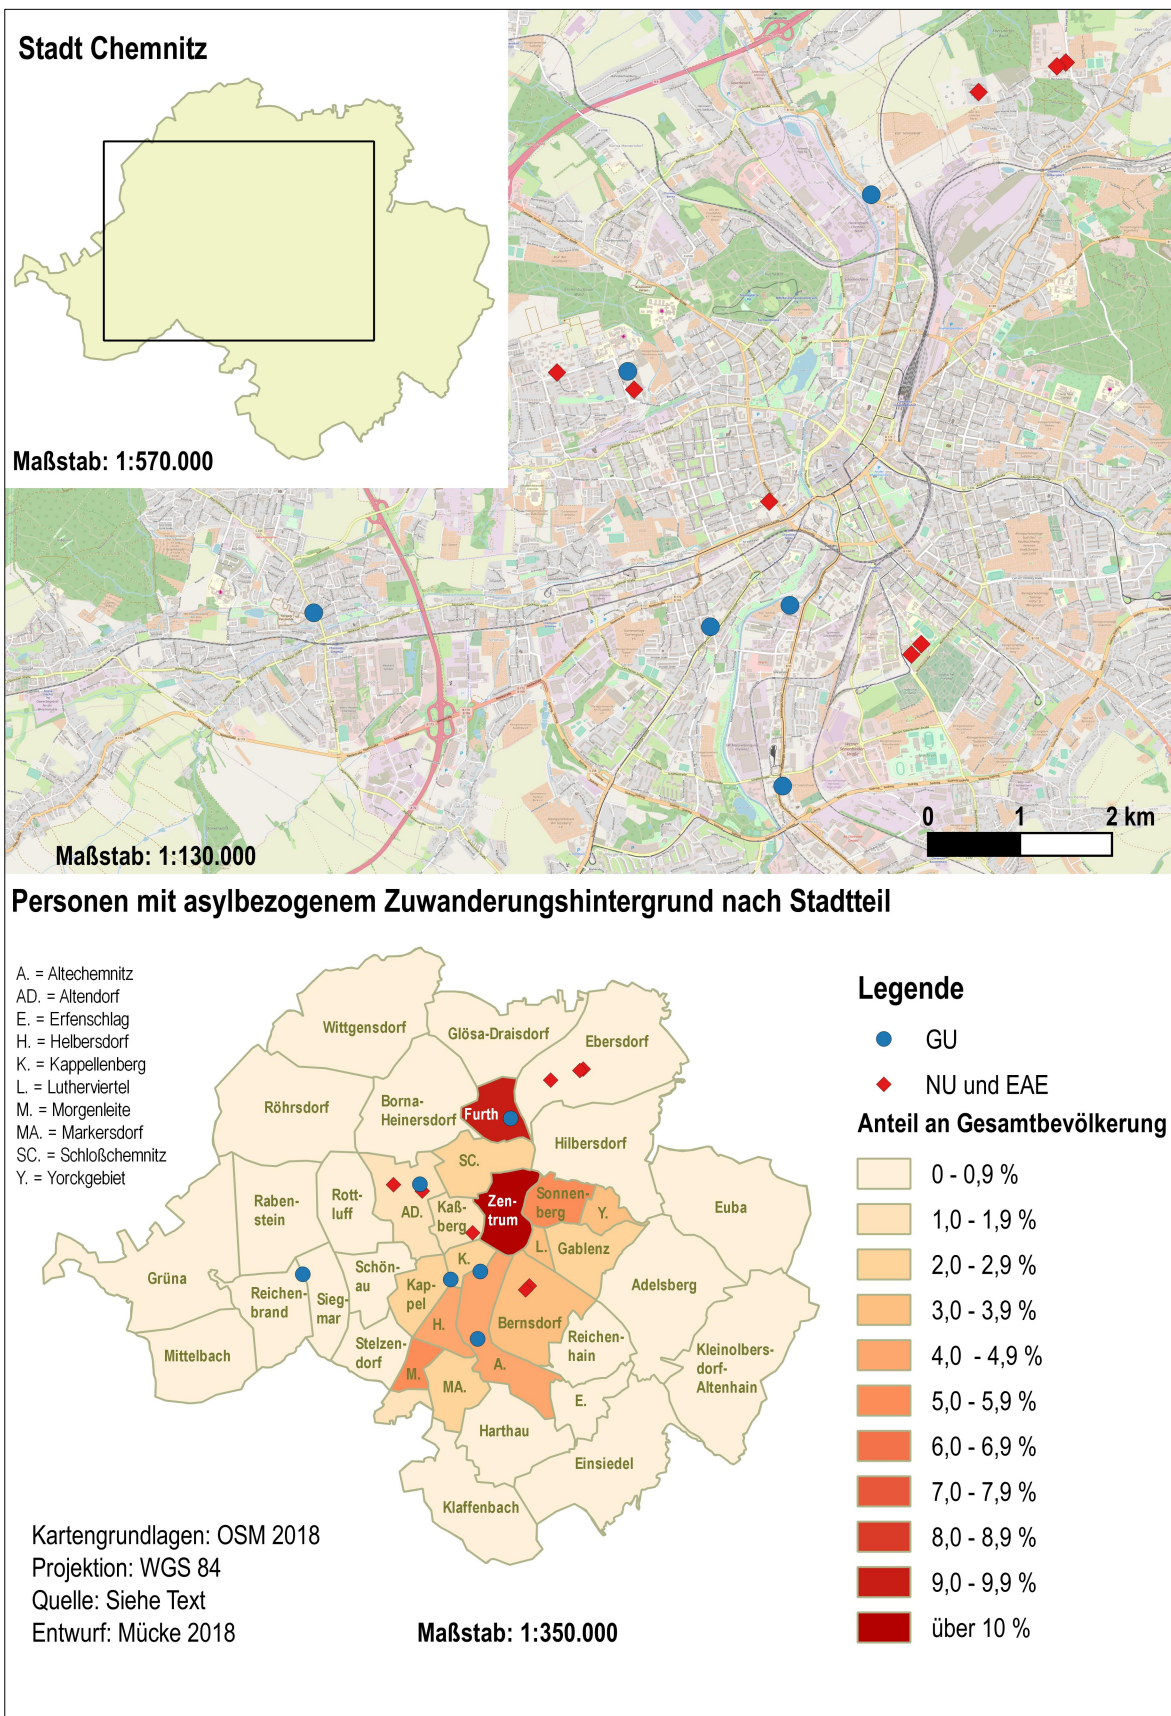 Stadt Chemnitz
Maßstab: 1:570.000
0 1 2 km
Maßstab: 1:130.000
Personen mit asylbezogenem Zuwanderungshintergrund nach Stadtteil
A. = Altechemnitz
AD. = Altendorf
E. = Erfenschlag
H. = Helbersdorf
K. = Kappellenberg
L. = Lutherviertel
M. = Morgenleite
MA. = Markersdorf
SC. = Schloßchemnitz
Y. = Yorckgebiet
Wittgensdorf
Glösa-Draisdorf
Ebersdorf
Röhrsdorf
Borna-
Heinersdorf
Furth
Hilbersdorf
SC.
Raben-
stein
Rott-
luff
AD.
Kaß-
berg
Zen-
trum
Sonnen-
berg
Y.
Euba
Grüna
Reichen-
brand
Sieg-
mar
Schön-
au
Kap-
pel
K.
L.
Gablenz
Adelsberg
Mittelbach
Stelzen-
dorf
H.
Bernsdorf
Reichen-
hain
Kleinolbers-
dorf-
Altenhain
M.
MA.
A.
E.
Harthau
Einsiedel
Klaffenbach
Legende
GU
NU und EAE
Anteil an Gesamtbevölkerung
0 - 0,9 %
1,0 - 1,9 %
2,0 - 2,9 %
3,0 - 3,9 %
4,0 - 4,9 %
5,0 - 5,9 %
6,0 - 6,9 %
7,0 - 7,9 %
8,0 - 8,9 %
9,0 - 9,9 %
über 10 %
Kartengrundlagen: OSM 2018
Projektion: WGS 84
Quelle: Siehe Text
Entwurf: Mücke 2018
Maßstab: 1:350.000